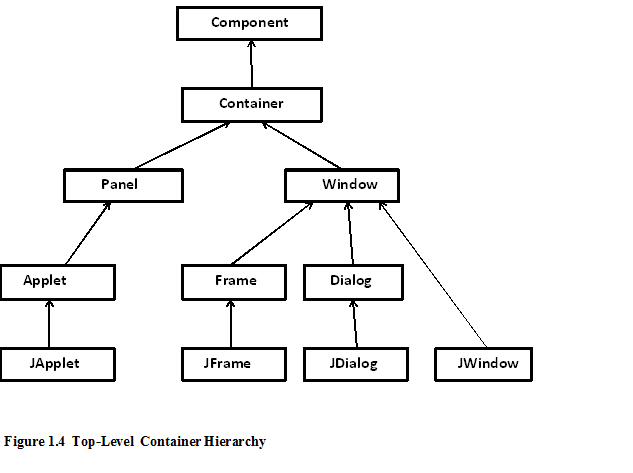 Component
Container
Panel
Window
Applet
Frame
Dialog
JApplet
JFrame
JDialog
JWindow
Figure 1.4 Top-Level Container Hierarchy